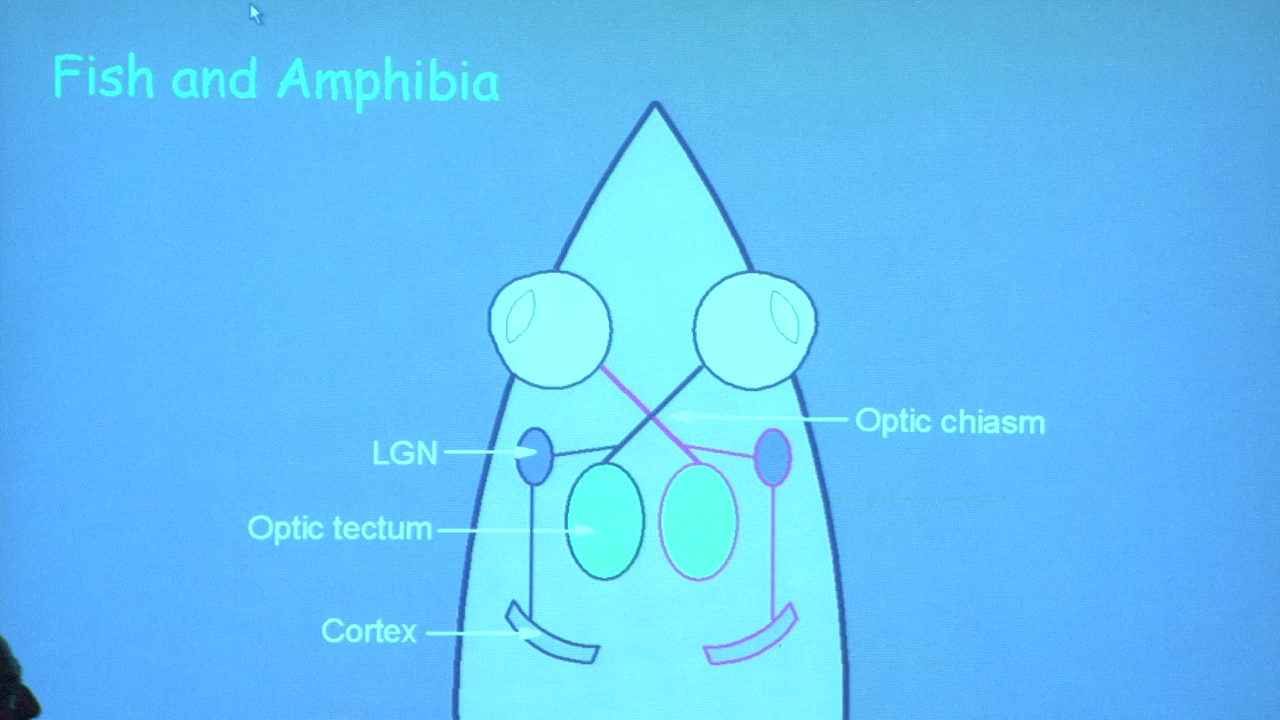 Fish and Amphibia
Optic chiasm
LGN
Optic tectum
Cortex